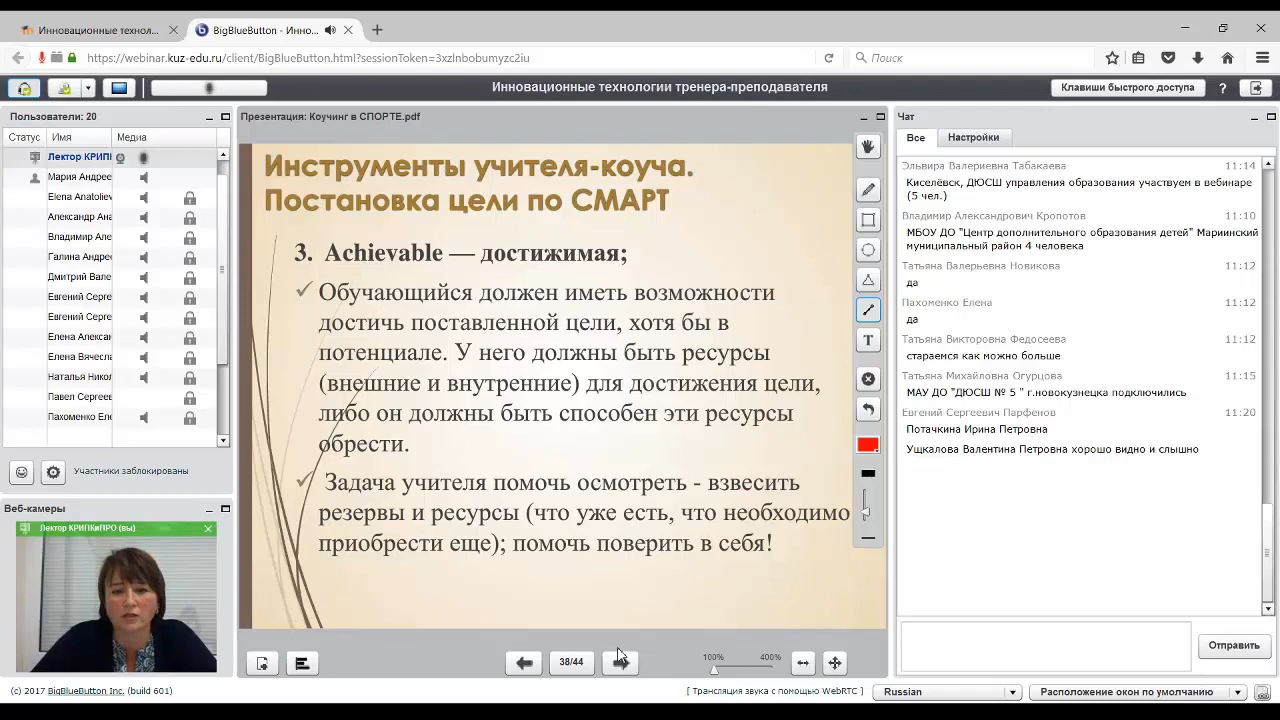 Инновационные технол...
BigBlueButton - Инно...
https://webinar.kuz-edu.ru/client/BigBlueButton.html?sessionToken=3xzlnbobumyzc2iu
Поиск
Инновационные технологии тренера-преподавателя
Клавиши быстрого доступа
?
Пользователи: 20
Статус
Имя
Медиа
Лектор КРИПК
Мария Андрее
Elena Anatoliev
Александр Ана
Владимир Але
Галина Андре
Дмитрий Вале
Евгений Серге
Евгений Серге
Елена Алексан
Елена Вячесла
Наталья Никол
Павел Сергеев
Пахоменко Еле
Участники заблокированы
Веб-камеры
Лектор КРИПКиПРО (вы)
Презентация: Коучинг в СПОРТЕ.pdf
Инструменты учителя-коуча.
Постановка цели по СМАРТ
3. Achievable — достижимая;
Обучающийся должен иметь возможности
достичь поставленной цели, хотя бы в
потенциале. У него должны быть ресурсы
(внешние и внутренние) для достижения цели,
либо он должны быть способен эти ресурсы
обрести.
Задача учителя помочь осмотреть - взвесить
резервы и ресурсы (что уже есть, что необходимо
приобрести еще); помочь поверить в себя!
T
38/44
100%
400%
Чат
Все
Настройки
Эльвира Валериевна Табакаева 11:14
Киселёвск, ДЮСШ управления образования участвуем в вебинаре
(5 чел.)
Владимир Александрович Кропотов 11:10
МБОУ ДО "Центр дополнительного образования детей" Мариинский
муниципальный район 4 человека
Татьяна Валерьевна Новикова 11:12
да
Пахоменко Елена 11:12
да
Татьяна Викторовна Федосеева 11:12
стараемся как можно больше
Татьяна Михайловна Огурцова 11:15
МАУ ДО "ДЮСШ № 5 " г.новокузнецка подключились
Евгений Сергеевич Парфенов 11:20
Потачкина Ирина Петровна
Ущкалова Валентина Петровна хорошо видно и слышно
Отправить
(c) 2017 BigBlueButton Inc. (build 601)
[ Трансляция звука с помощью WebRTC ]
Russian
Расположение окон по умолчанию